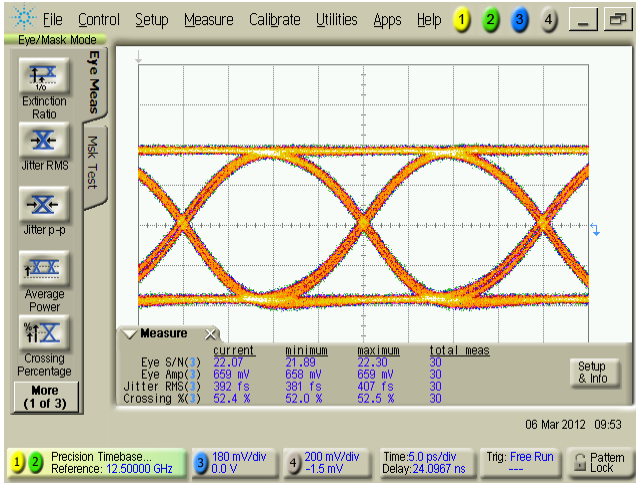 File Control Setup Measure Calibrate Utilities Apps Help 1 2 3 4
Eye/Mask Mode
Eye Meas
Msk Test
1/0
Extinction
Ratio
Jitter RMS
Jitter p-p
Average
Power
%
Crossing
Percentage
More
(1 of 3)
Measure
current minimum maximum total meas
Eye S/N(3) 22.07 21.89 22.30 30
Eye Amp(3) 659 mV 658 mV 659 mV 30
Jitter RMS(3) 392 fs 381 fs 407 fs 30
Crossing %(3) 52.4 % 52.0 % 52.5 % 30
Setup
& Info
06 Mar 2012 09:53
1 2 Precision Timebase...
Reference: 12.50000 GHz
3 180 mV/div
0.0 V
4 200 mV/div
-1.5 mV
Time:5.0 ps/div
Delay:24.0967 ns
Trig: Free Run
---
Pattern
Lock